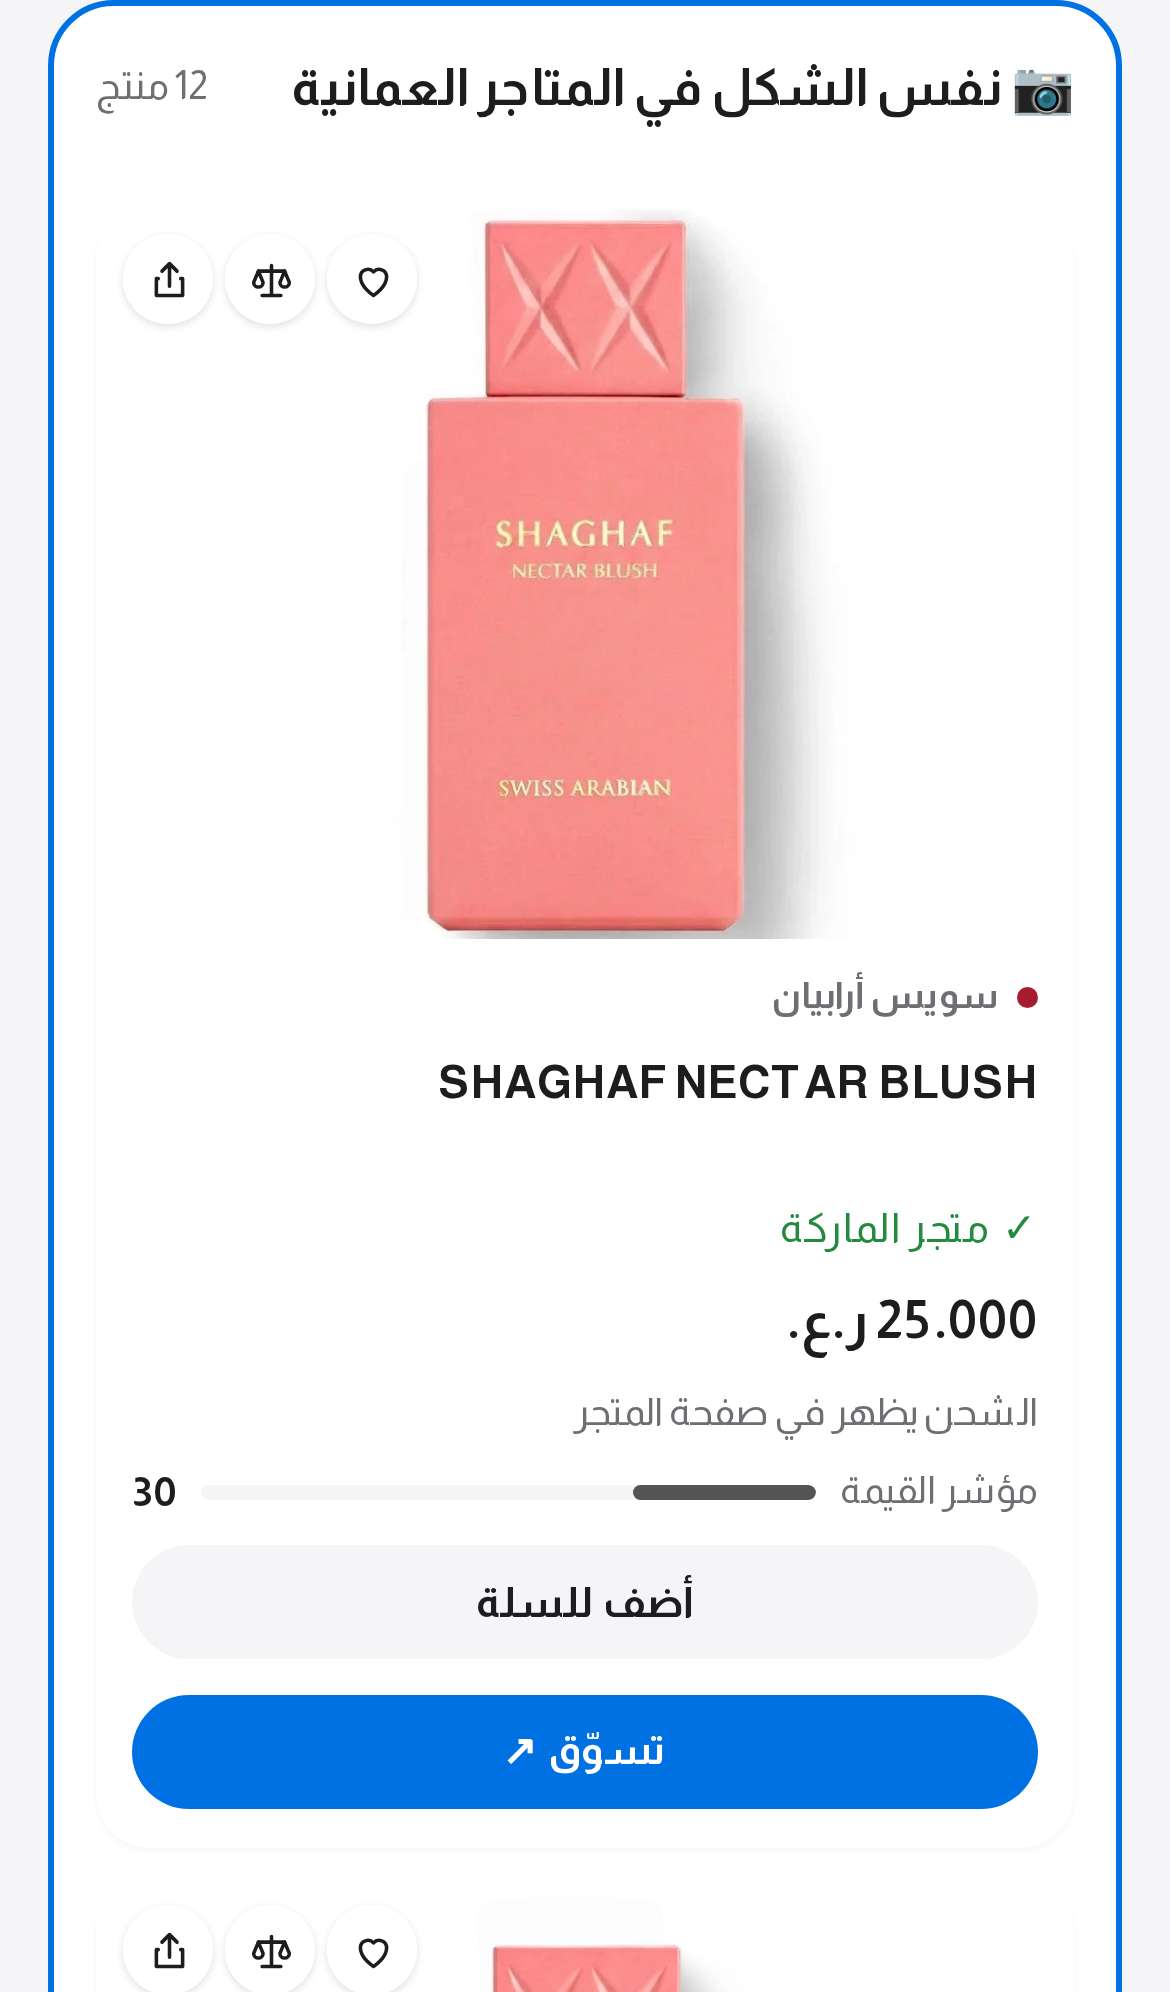 📷 نفس الشكل في المتاجر العمانية
12 منتج
SHAGHAF
NECTAR BLUSH
SWISS ARABIAN
سويس أرابيان
SHAGHAF NECTAR BLUSH
✓ متجر الماركة
25.000 ر.ع.
الشحن يظهر في صفحة المتجر
مؤشر القيمة 30
أضف للسلة
تسوّق ↗